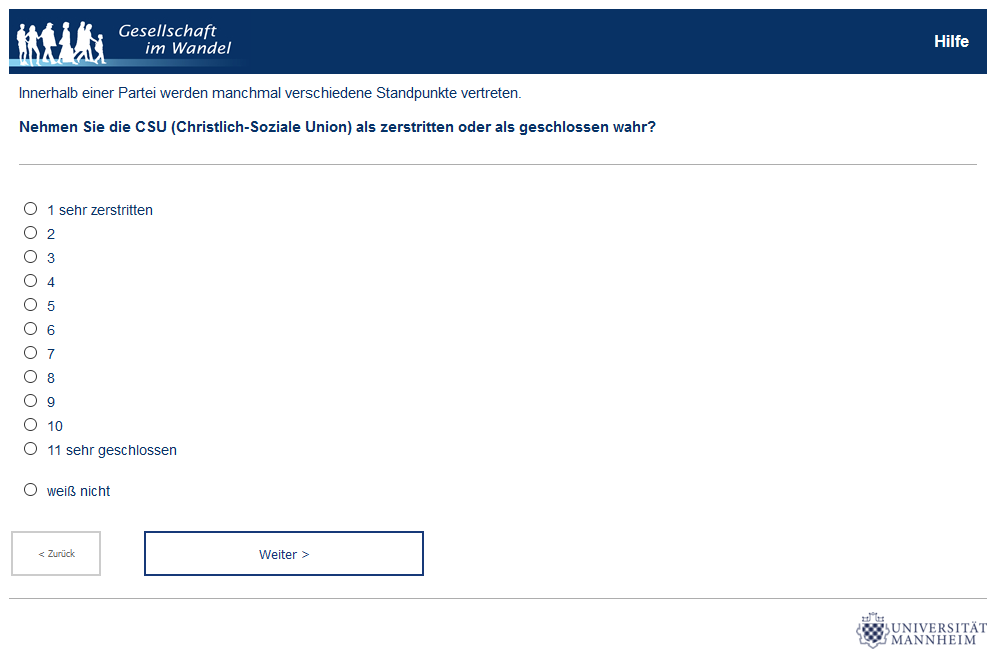 Gesellschaft
im Wandel
Hilfe
Innerhalb einer Partei werden manchmal verschiedene Standpunkte vertreten.
Nehmen Sie die CSU (Christlich-Soziale Union) als zerstritten oder als geschlossen wahr?
1 sehr zerstritten
2
3
4
5
6
7
8
9
10
11 sehr geschlossen
weiß nicht
< Zurück
Weiter >
UNIVERSITÄT
MANNHEIM